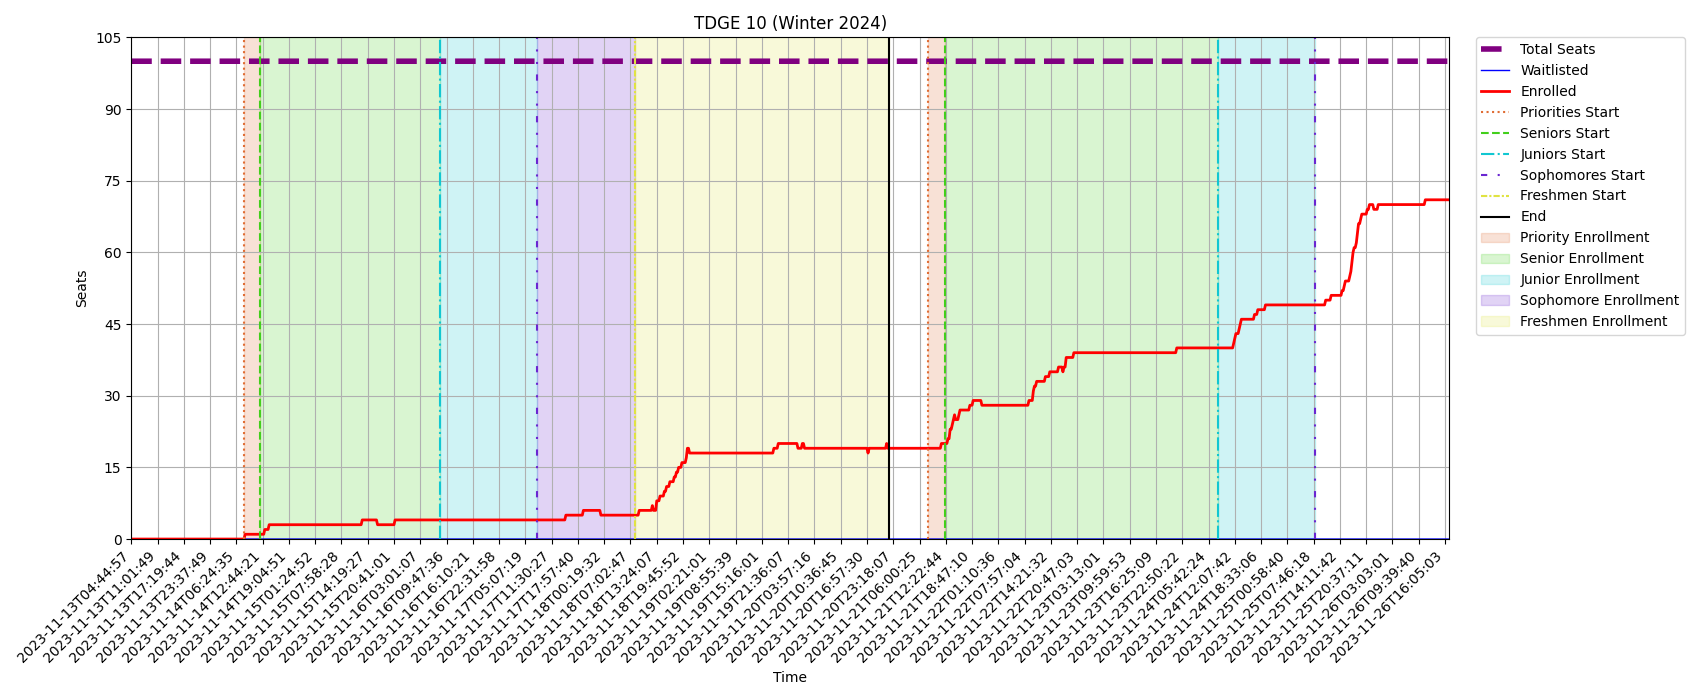 TDGE 10 (Winter 2024)
105
90
75
60
45
30
15
0
Seats
2023-11-13T04:44:57
2023-11-13T11:01:49
2023-11-13T17:19:44
2023-11-13T23:37:49
2023-11-14T06:24:35
2023-11-14T12:44:21
2023-11-14T19:04:51
2023-11-15T01:24:52
2023-11-15T07:58:28
2023-11-15T14:19:27
2023-11-15T20:41:01
2023-11-16T03:01:07
2023-11-16T09:47:36
2023-11-16T16:10:21
2023-11-16T22:31:58
2023-11-17T05:07:19
2023-11-17T11:30:27
2023-11-17T17:57:40
2023-11-18T00:19:32
2023-11-18T07:02:47
2023-11-18T13:24:07
2023-11-18T19:45:52
2023-11-19T02:21:01
2023-11-19T08:55:39
2023-11-19T15:16:01
2023-11-19T21:36:07
2023-11-20T03:57:16
2023-11-20T10:36:45
2023-11-20T16:57:30
2023-11-20T23:18:07
2023-11-21T06:00:25
2023-11-21T12:22:44
2023-11-21T18:47:10
2023-11-22T01:10:36
2023-11-22T07:57:04
2023-11-22T14:21:32
2023-11-22T20:47:03
2023-11-23T03:13:01
2023-11-23T09:59:53
2023-11-23T16:25:09
2023-11-23T22:50:22
2023-11-24T05:42:24
2023-11-24T12:07:42
2023-11-24T18:33:06
2023-11-25T00:58:40
2023-11-25T07:46:18
2023-11-25T14:11:42
2023-11-25T20:37:11
2023-11-26T03:03:01
2023-11-26T09:39:40
2023-11-26T16:05:03
Time
Total Seats
Waitlisted
Enrolled
Priorities Start
Seniors Start
Juniors Start
Sophomores Start
Freshmen Start
End
Priority Enrollment
Senior Enrollment
Junior Enrollment
Sophomore Enrollment
Freshmen Enrollment